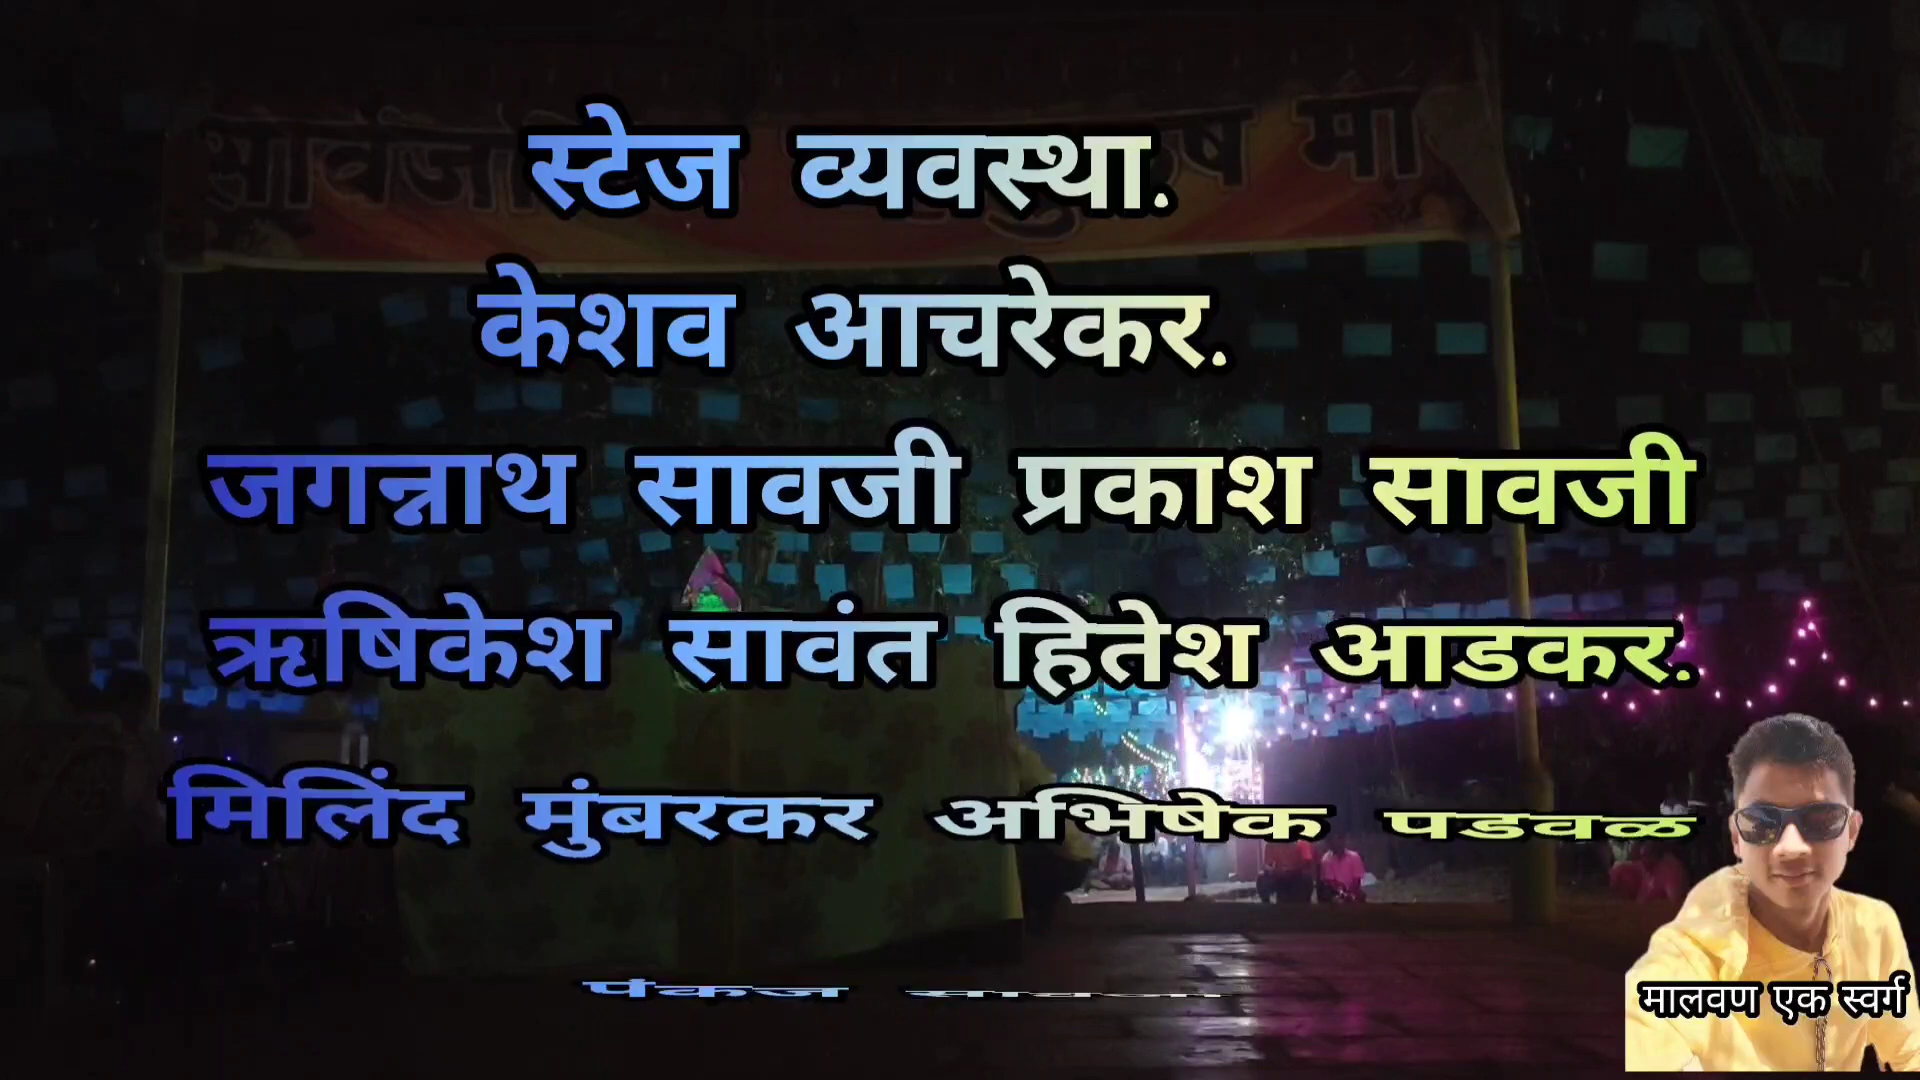 स्टेज व्यवस्था.
केशव आचरेकर.
जगन्नाथ सावजी प्रकाश सावजी
ऋषिकेश सावंत हितेश आडकर.
मिलिंद मुंबरकर अभिषेक पडवळ
पंकज
मालवण एक स्वर्ग